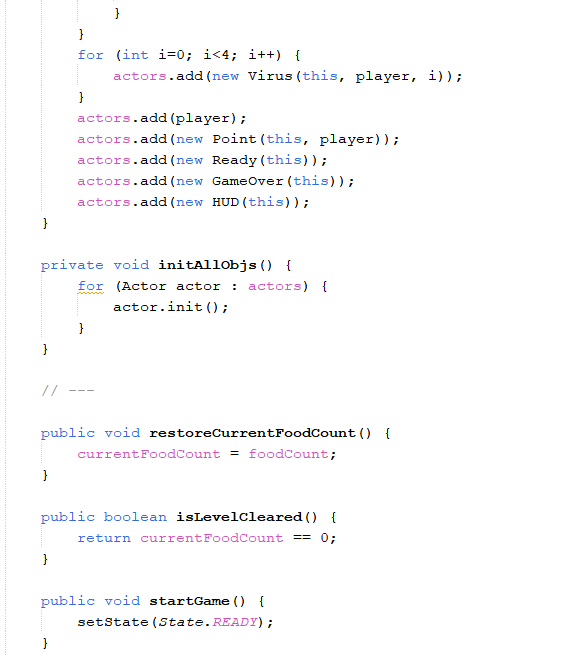 }
}
for (int i=0; i<4; i++) {
actors.add(new Virus(this, player, i));
}
actors.add(player);
actors.add(new Point(this, player));
actors.add(new Ready(this));
actors.add(new GameOver(this));
actors.add(new HUD(this));
}
private void initAllObjs() {
for (Actor actor : actors) {
actor.init();
}
}
// ---
public void restoreCurrentFoodCount() {
currentFoodCount = foodCount;
}
public boolean isLevelCleared() {
return currentFoodCount == 0;
}
public void startGame() {
setState(State.READY);
}